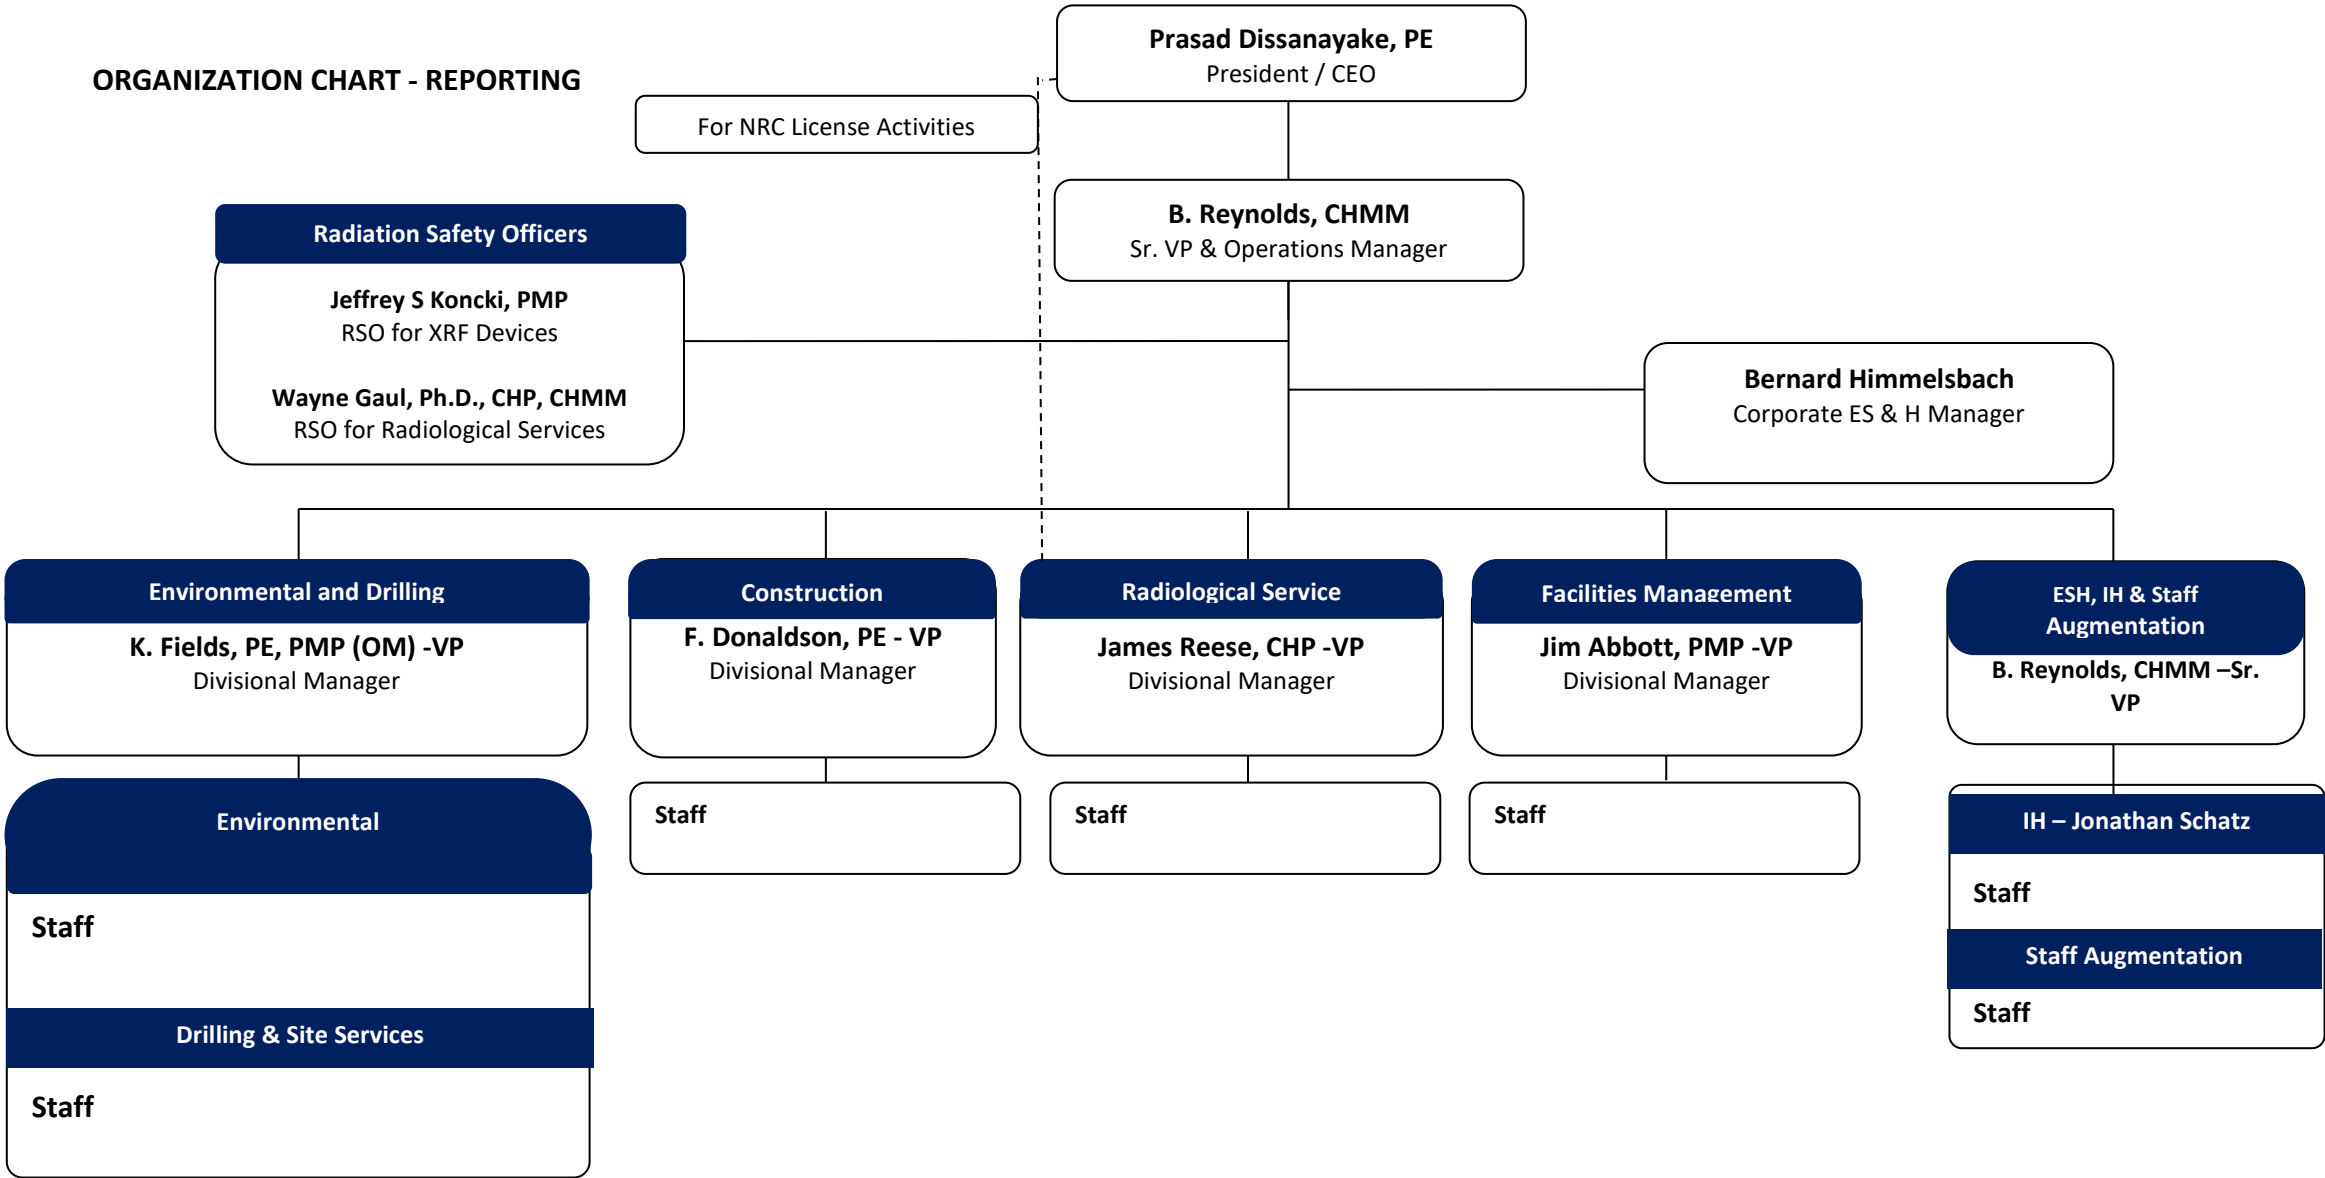 ORGANIZATION CHART - REPORTING
Prasad Dissanayake, PE
President / CEO
For NRC License Activities
B. Reynolds, CHMM
Sr. VP & Operations Manager
Radiation Safety Officers
Jeffrey S Koncki, PMP
RSO for XRF Devices
Wayne Gaul, Ph.D., CHP, CHMM
RSO for Radiological Services
Bernard Himmelsbach
Corporate ES & H Manager
Environmental and Drilling
K. Fields, PE, PMP (OM) -VP
Divisional Manager
Construction
F. Donaldson, PE - VP
Divisional Manager
Radiological Service
James Reese, CHP -VP
Divisional Manager
Facilities Management
Jim Abbott, PMP -VP
Divisional Manager
ESH, IH & Staff
Augmentation
B. Reynolds, CHMM –Sr.
VP
Environmental
Staff
Drilling & Site Services
Staff
Staff
Staff
Staff
IH – Jonathan Schatz
Staff
Staff Augmentation
Staff